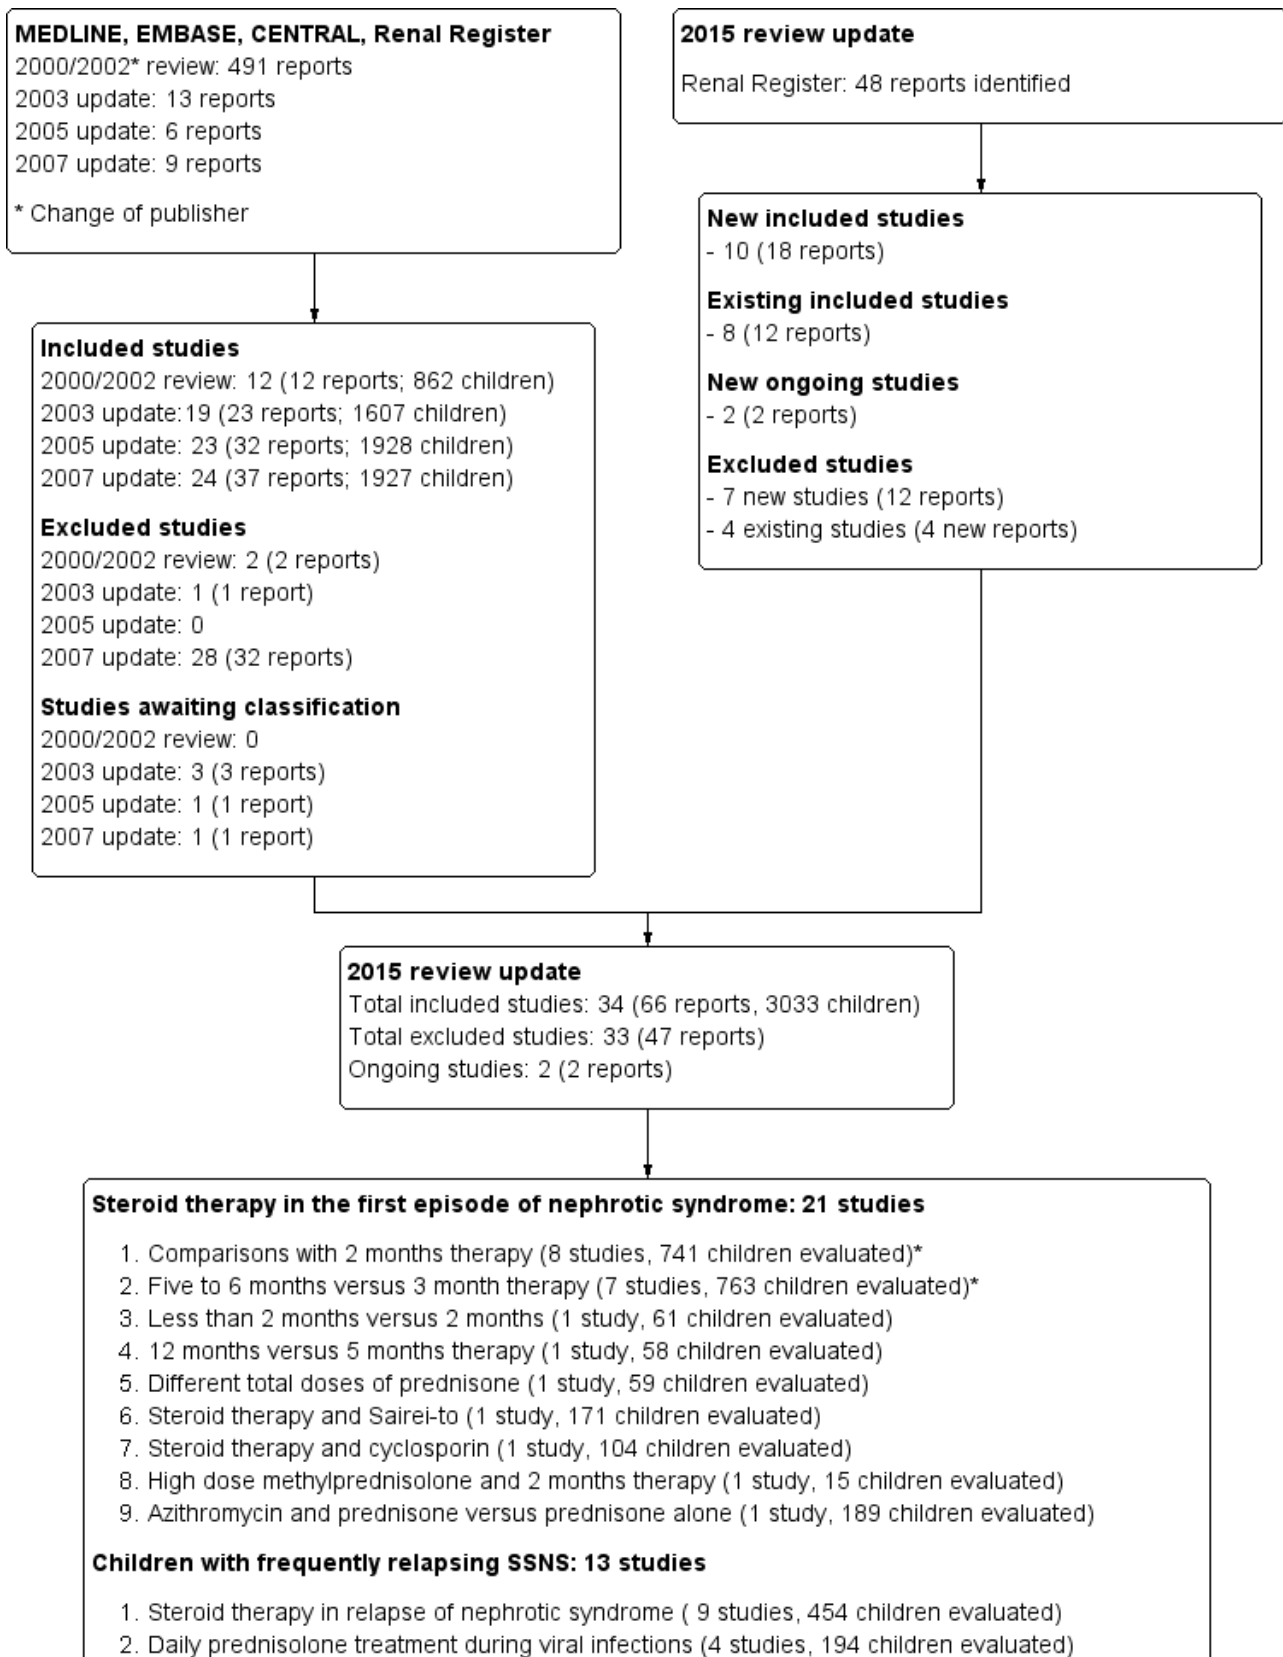 MEDLINE, EMBASE, CENTRAL, Renal Register
2000/2002* review: 491 reports
2003 update: 13 reports
2005 update: 6 reports
2007 update: 9 reports
* Change of publisher
2015 review update
Renal Register: 48 reports identified
Included studies
2000/2002 review: 12 (12 reports; 862 children)
2003 update:19 (23 reports; 1607 children)
2005 update: 23 (32 reports; 1928 children)
2007 update: 24 (37 reports; 1927 children)
Excluded studies
2000/2002 review: 2 (2 reports)
2003 update: 1 (1 report)
2005 update: 0
2007 update: 28 (32 reports)
Studies awaiting classification
2000/2002 review: 0
2003 update: 3 (3 reports)
2005 update: 1 (1 report)
2007 update: 1 (1 report)
New included studies
- 10 (18 reports)
Existing included studies
- 8 (12 reports)
New ongoing studies
- 2 (2 reports)
Excluded studies
- 7 new studies (12 reports)
- 4 existing studies (4 new reports)
2015 review update
Total included studies: 34 (66 reports, 3033 children)
Total excluded studies: 33 (47 reports)
Ongoing studies: 2 (2 reports)
Steroid therapy in the first episode of nephrotic syndrome: 21 studies
1. Comparisons with 2 months therapy (8 studies, 741 children evaluated)*
2. Five to 6 months versus 3 month therapy (7 studies, 763 children evaluated)*
3. Less than 2 months versus 2 months (1 study, 61 children evaluated)
4. 12 months versus 5 months therapy (1 study, 58 children evaluated)
5. Different total doses of prednisone (1 study, 59 children evaluated)
6. Steroid therapy and Sairei-to (1 study, 171 children evaluated)
7. Steroid therapy and cyclosporin (1 study, 104 children evaluated)
8. High dose methylprednisolone and 2 months therapy (1 study, 15 children evaluated)
9. Azithromycin and prednisone versus prednisone alone (1 study, 189 children evaluated)
Children with frequently relapsing SSNS: 13 studies
1. Steroid therapy in relapse of nephrotic syndrome ( 9 studies, 454 children evaluated)
2. Daily prednisolone treatment during viral infections (4 studies, 194 children evaluated)